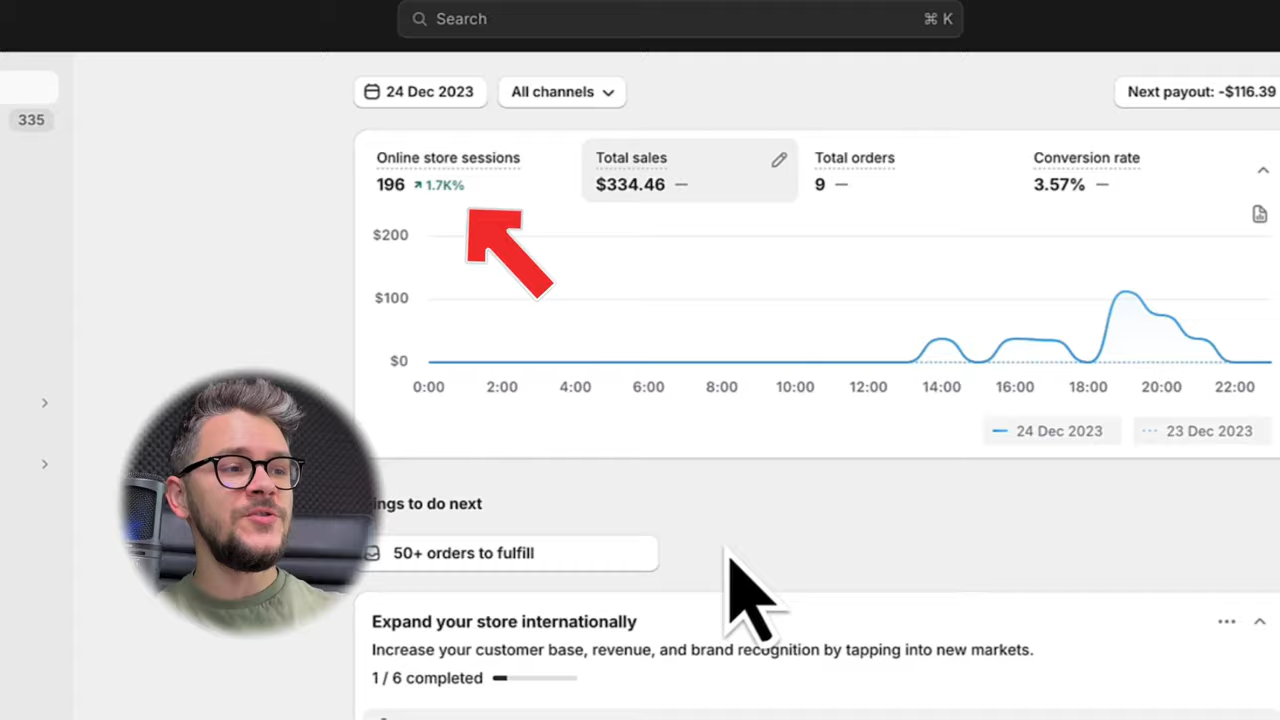 Search ⌘ K
24 Dec 2023 All channels Next payout: -$116.39
335
Online store sessions Total sales Total orders Conversion rate
196 ↗ 1.7K% $334.46 — 9 — 3.57% —
$200
$100
$0
0:00 2:00 4:00 6:00 8:00 10:00 12:00 14:00 16:00 18:00 20:00 22:00
24 Dec 2023 23 Dec 2023
ings to do next
50+ orders to fulfill
Expand your store internationally
Increase your customer base, revenue, and brand recognition by tapping into new markets.
1 / 6 completed